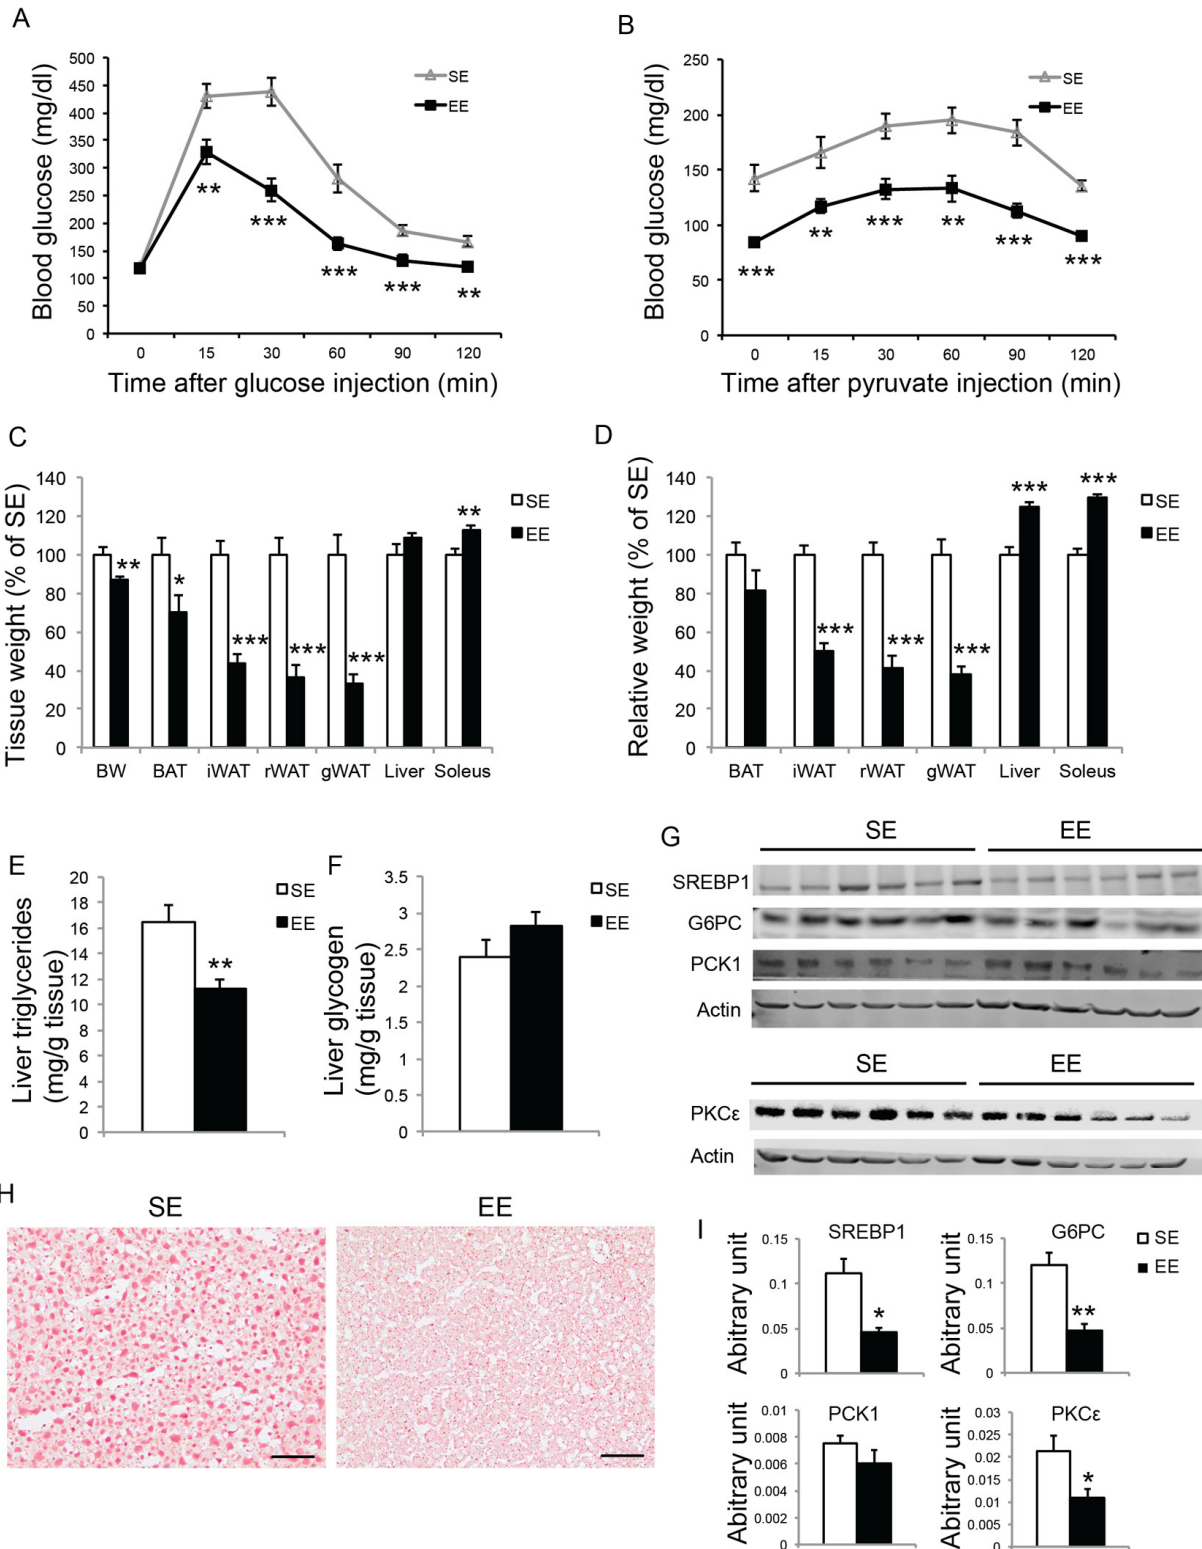 A
500
450
400
350
300
250
200
150
100
50
0
Blood glucose (mg/dl)
SE
EE
**
***
***
***
**
0 15 30 60 90 120
Time after glucose injection (min)
B
250
200
150
100
50
0
Blood glucose (mg/dl)
SE
EE
***
**
***
**
***
***
0 15 30 60 90 120
Time after pyruvate injection (min)
C
140
120
100
80
60
40
20
0
Tissue weight (% of SE)
** * *** *** *** **
SE
EE
BW BAT iWAT rWAT gWAT Liver Soleus
D
140
120
100
80
60
40
20
0
Relative weight (% of SE)
*** *** *** *** ***
SE
EE
BAT iWAT rWAT gWAT Liver Soleus
E
20
18
16
14
12
10
8
6
4
2
0
Liver triglycerides
(mg/g tissue)
**
SE
EE
F
3.5
3
2.5
2
1.5
1
0.5
0
Liver glycogen
(mg/g tissue)
SE
EE
G
SE EE
SREBP1
G6PC
PCK1
Actin
SE EE
PKCε
Actin
H
SE EE
I
SREBP1
Abitrary unit
0.15
0.1
0.05
0
*
G6PC
Abitrary unit
0.15
0.1
0.05
0
**
SE
EE
PCK1
Abitrary unit
0.01
0.008
0.006
0.004
0.002
0
PKCε
Abitrary unit
0.03
0.025
0.02
0.015
0.01
0.005
0
*